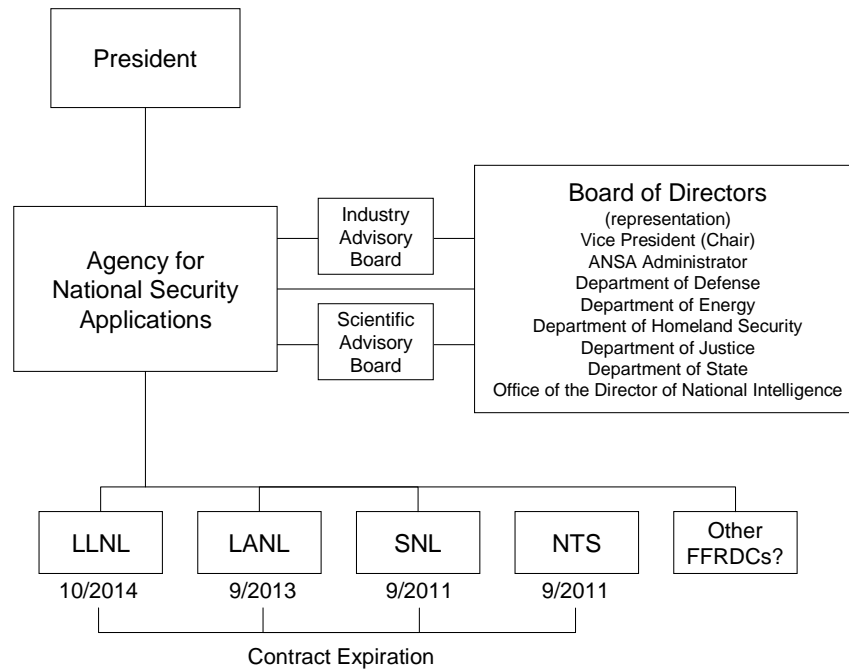 President
Agency for
National Security
Applications
Industry
Advisory
Board
Scientific
Advisory
Board
Board of Directors
(representation)
Vice President (Chair)
ANSA Administrator
Department of Defense
Department of Energy
Department of Homeland Security
Department of Justice
Department of State
Office of the Director of National Intelligence
LLNL
LANL
SNL
NTS
Other
FFRDCs?
10/2014
9/2013
9/2011
9/2011
Contract Expiration